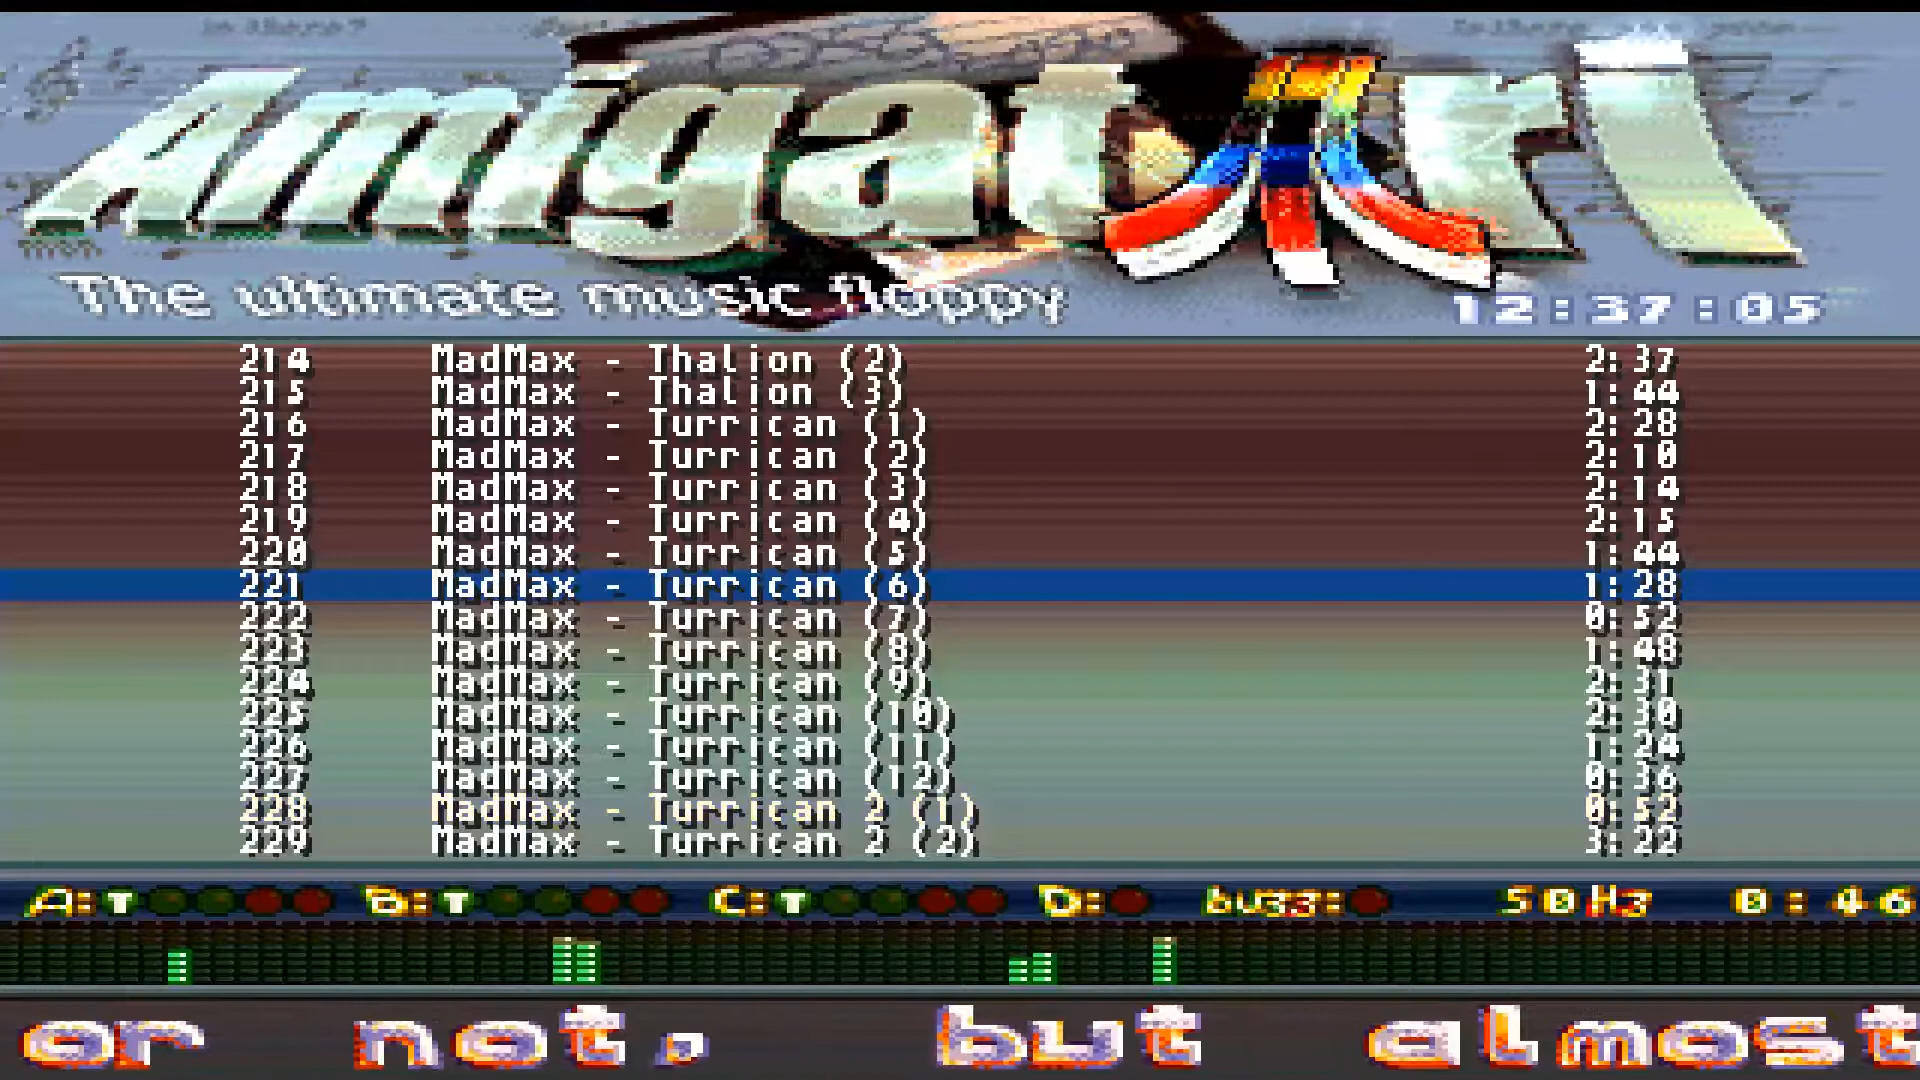 Amigatari
The ultimate music floppy
12:37:05
214 MadMax - Thalion (2) 2:37
215 MadMax - Thalion (3) 1:44
216 MadMax - Turrican (1) 2:28
217 MadMax - Turrican (2) 2:10
218 MadMax - Turrican (3) 2:14
219 MadMax - Turrican (4) 2:15
220 MadMax - Turrican (5) 1:44
221 MadMax - Turrican (6) 1:28
222 MadMax - Turrican (7) 0:52
223 MadMax - Turrican (8) 1:48
224 MadMax - Turrican (9) 2:31
225 MadMax - Turrican (10) 2:30
226 MadMax - Turrican (11) 1:24
227 MadMax - Turrican (12) 0:36
228 MadMax - Turrican 2 (1) 0:52
229 MadMax - Turrican 2 (2) 3:22
A:T B:T C:T D: buzz: 50Hz 0:46
or not, but almost